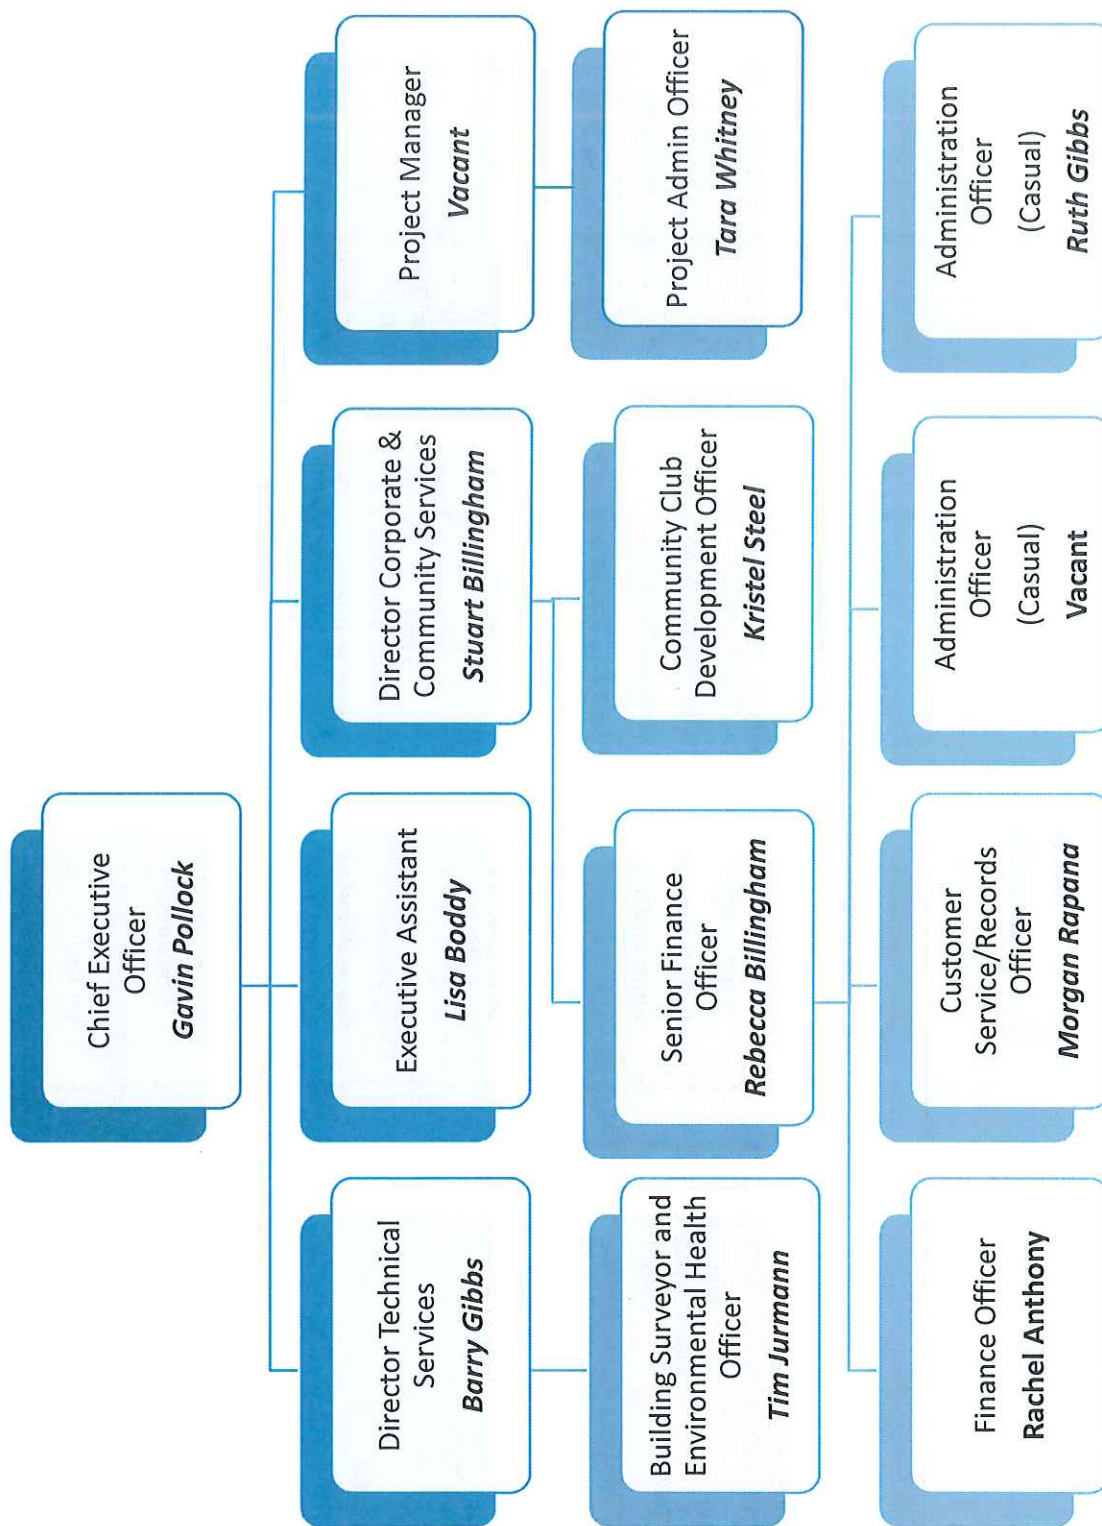 Chief Executive
Officer
Gavin Pollock
Director Technical
Services
Barry Gibbs
Executive Assistant
Lisa Boddy
Director Corporate &
Community Services
Stuart Billingham
Project Manager
Vacant
Building Surveyor and
Environmental Health
Officer
Tim Jurmann
Senior Finance
Officer
Rebecca Billingham
Community Club
Development Officer
Kristel Steel
Project Admin Officer
Tara Whitney
Finance Officer
Rachel Anthony
Customer
Service/Records
Officer
Morgan Rapana
Administration
Officer
(Casual)
Vacant
Administration
Officer
(Casual)
Ruth Gibbs